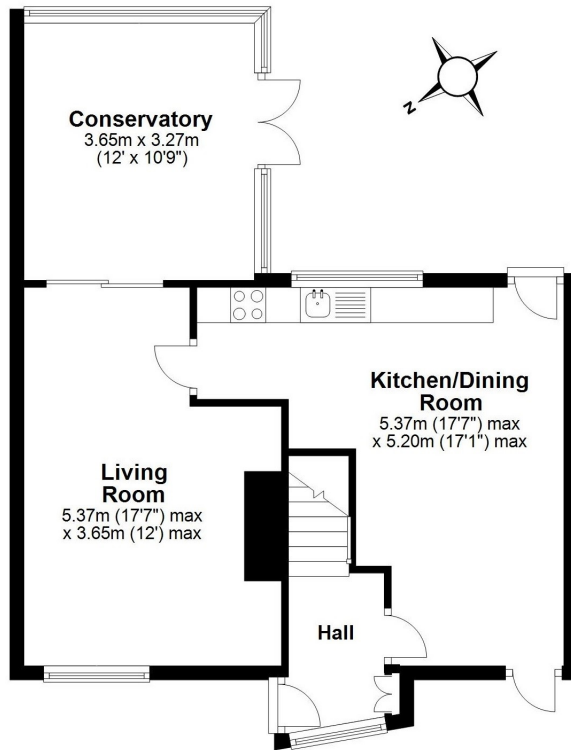 Conservatory
3.65m x 3.27m
(12' x 10'9")
N
Kitchen/Dining
Room
5.37m (17'7") max
x 5.20m (17'1") max
Living
Room
5.37m (17'7") max
x 3.65m (12') max
Hall